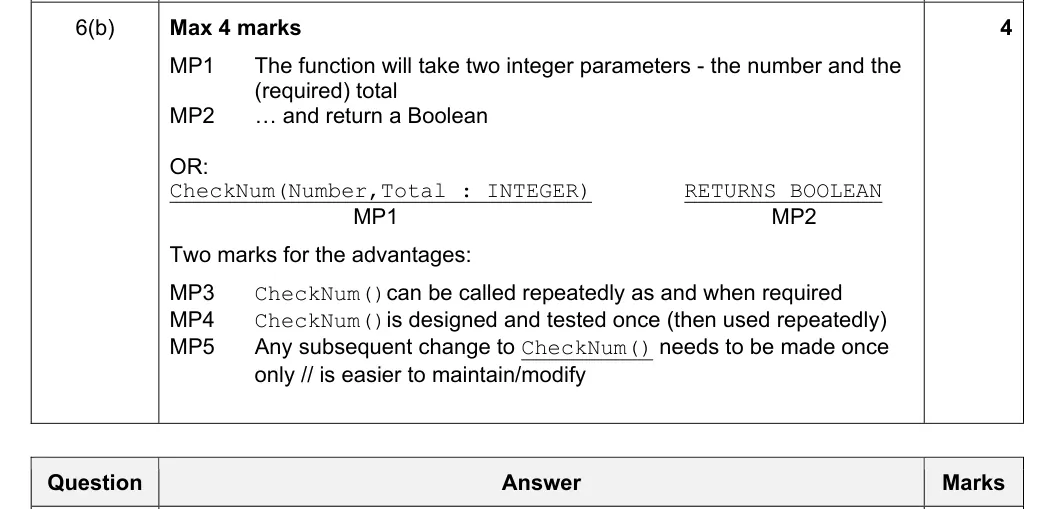 6(b) Max 4 marks 4
MP1 The function will take two integer parameters - the number and the
(required) total
MP2 … and return a Boolean
OR:
CheckNum(Number,Total : INTEGER) RETURNS BOOLEAN
MP1 MP2
Two marks for the advantages:
MP3 CheckNum()can be called repeatedly as and when required
MP4 CheckNum()is designed and tested once (then used repeatedly)
MP5 Any subsequent change to CheckNum() needs to be made once
only // is easier to maintain/modify
Question Answer Marks